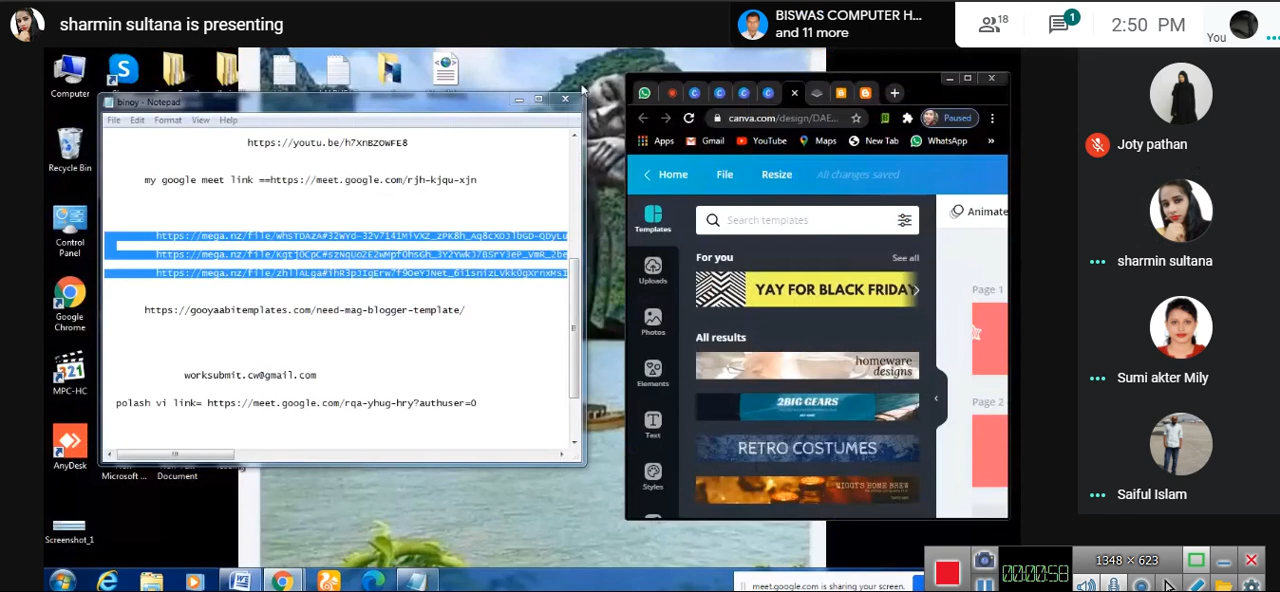 sharmin sultana is presenting
BISWAS COMPUTER H...
and 11 more
18
1
2:50 PM
You
Computer
Recycle Bin
Control Panel
Google Chrome
MPC-HC
AnyDesk
Microsoft ...
Document
Screenshot_1
binoy - Notepad
File Edit Format View Help
https://youtu.be/h7XnBZOWFE8
my google meet link ==https://meet.google.com/rjh-kjqu-xjn
https://gooyaabitemplates.com/need-mag-blogger-template/
worksubmit.cw@gmail.com
polash vi link= https://meet.google.com/rqa-yhug-hry?authuser=0
canva.com/design/DAE...
Paused
Apps Gmail YouTube Maps New Tab WhatsApp »
Home File Resize All changes saved
Templates
Search templates
Animate
Uploads
For you See all
YAY FOR BLACK FRIDAY
Photos
All results
Page 1
homeware
designs
Elements
2BIG GEARS
Page 2
Text
RETRO COSTUMES
Styles
WIGGY'S HOME BREW
Joty pathan
sharmin sultana
Sumi akter Mily
Saiful Islam
meet.google.com is sharing your screen.
1348 × 623
00:00:58